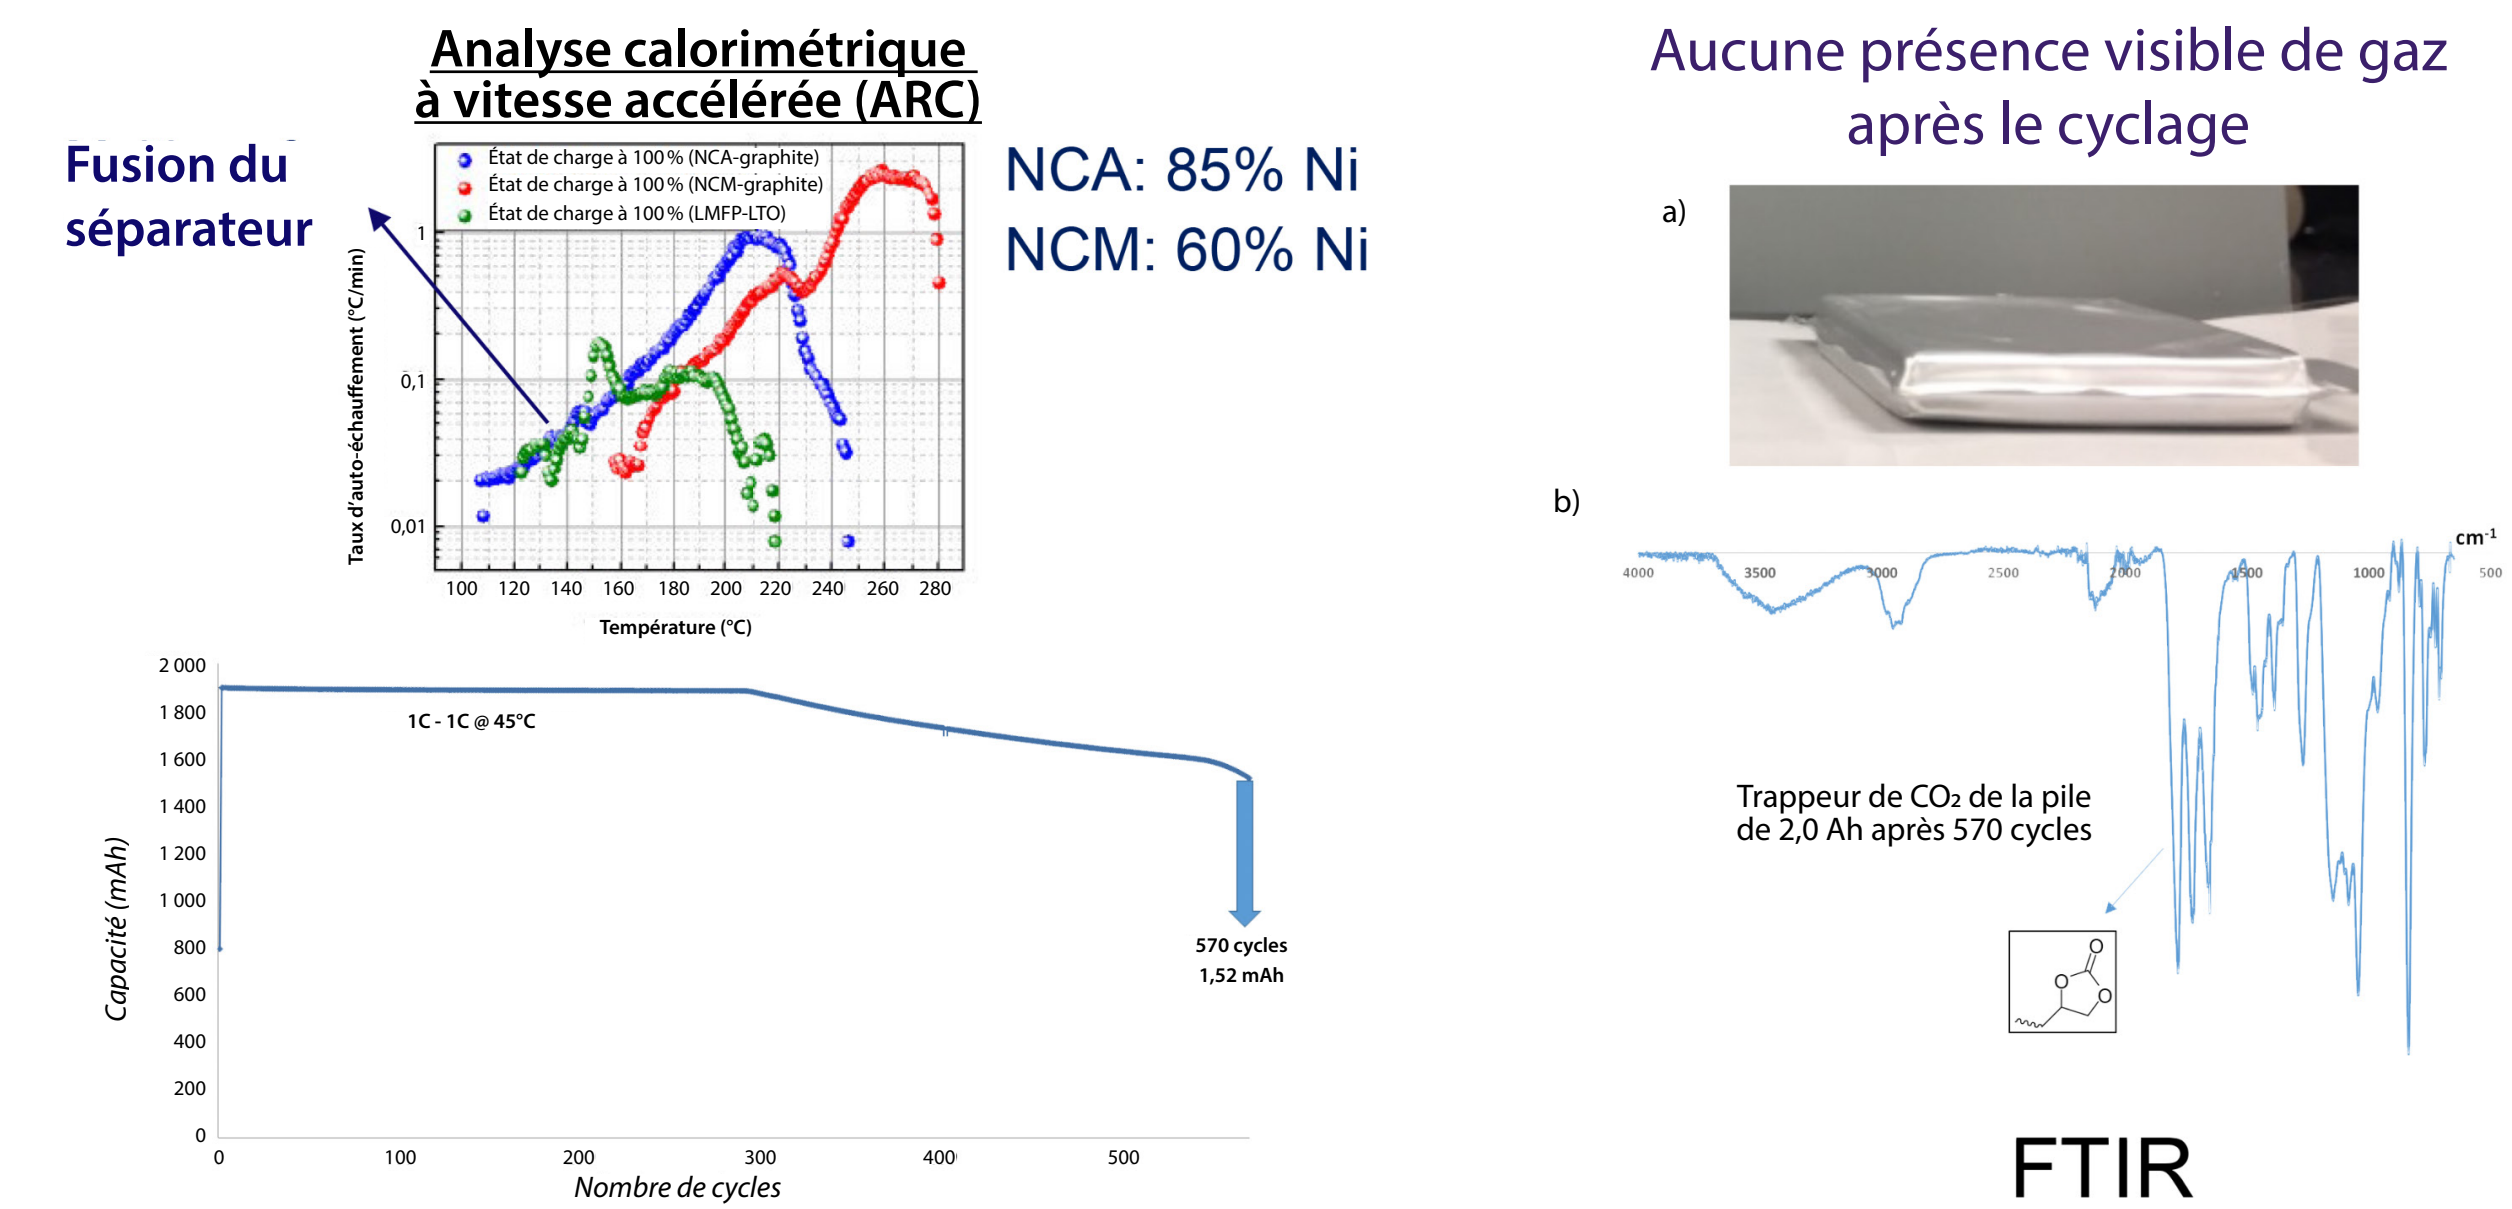 Analyse calorimétrique
à vitesse accélérée (ARC)
Fusion du
séparateur
État de charge à 100 % (NCA-graphite)
État de charge à 100 % (NCM-graphite)
État de charge à 100 % (LMFP-LTO)
NCA: 85% Ni
NCM: 60% Ni
Taux d'auto-échauffement (°C/min)
1
0,1
0,01
100 120 140 160 180 200 220 240 260 280
Température (°C)
Capacité (mAh)
2 000
1 800
1 600
1 400
1 200
1 000
800
600
400
200
0
1C - 1C @ 45°C
570 cycles
1,52 mAh
0 100 200 300 400 500
Nombre de cycles
Aucune présence visible de gaz
après le cyclage
a)
b)
cm-1
4000 3500 3000 2500 2000 1500 1000 500
Trappeur de CO₂ de la pile
de 2,0 Ah après 570 cycles
O
O
O
FTIR